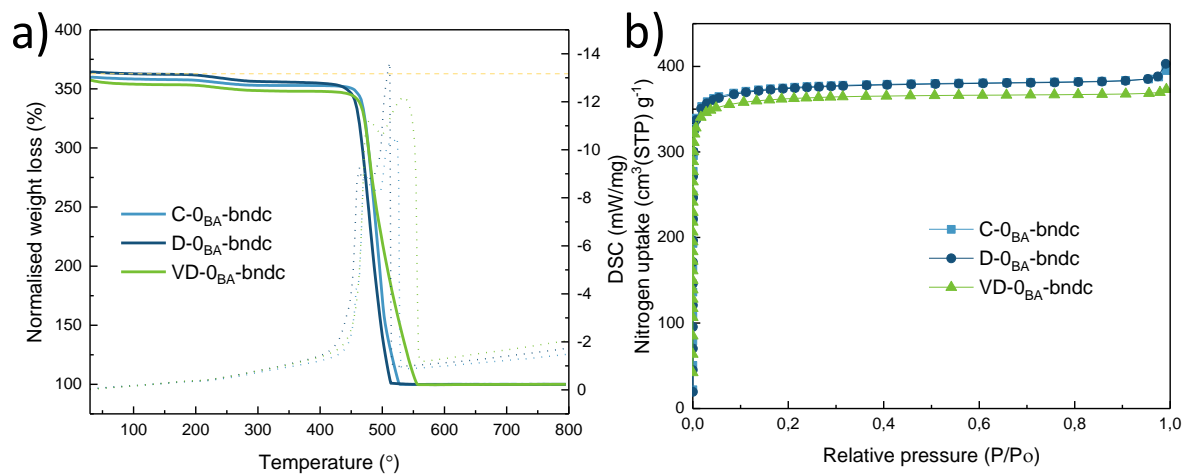 a)
Normalised weight loss (%)
400
350
300
250
200
150
100
C-0BA-bndc
D-0BA-bndc
VD-0BA-bndc
-14
-12
-10
-8
-6
-4
-2
0
DSC (mW/mg)
100 200 300 400 500 600 700 800
Temperature (°)
b)
Nitrogen uptake (cm³(STP) g⁻¹)
400
300
200
100
0
C-0BA-bndc
D-0BA-bndc
VD-0BA-bndc
0,0 0,2 0,4 0,6 0,8 1,0
Relative pressure (P/Po)